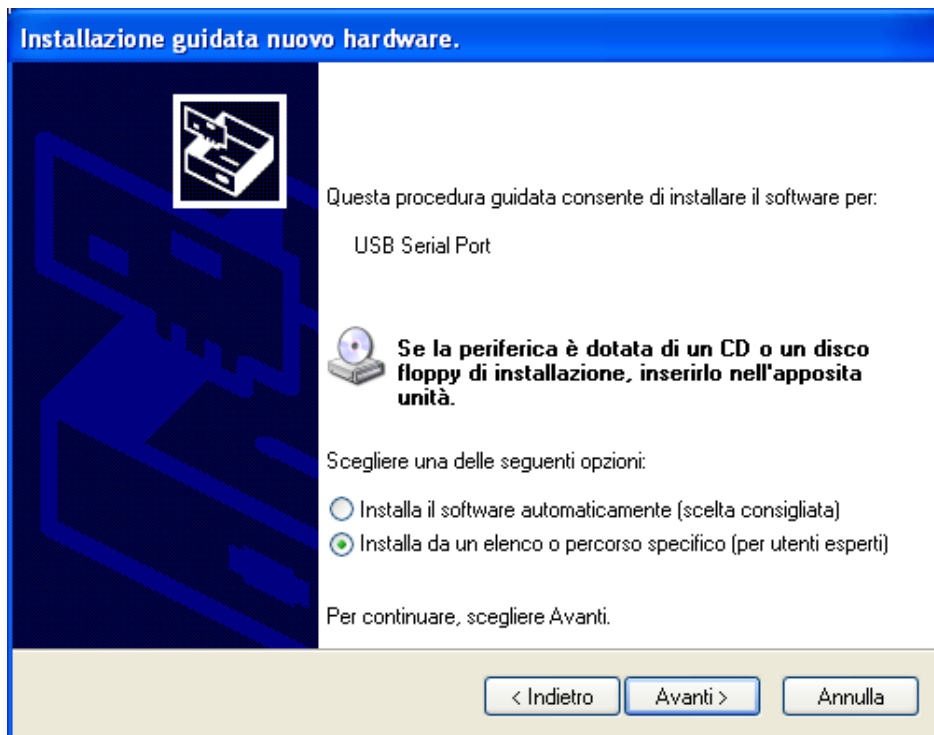 Installazione guidata nuovo hardware.
Questa procedura guidata consente di installare il software per:
USB Serial Port
Se la periferica è dotata di un CD o un disco
floppy di installazione, inserirlo nell'apposita
unità.
Scegliere una delle seguenti opzioni:
Installa il software automaticamente (scelta consigliata)
Installa da un elenco o percorso specifico (per utenti esperti)
Per continuare, scegliere Avanti.
< Indietro Avanti > Annulla